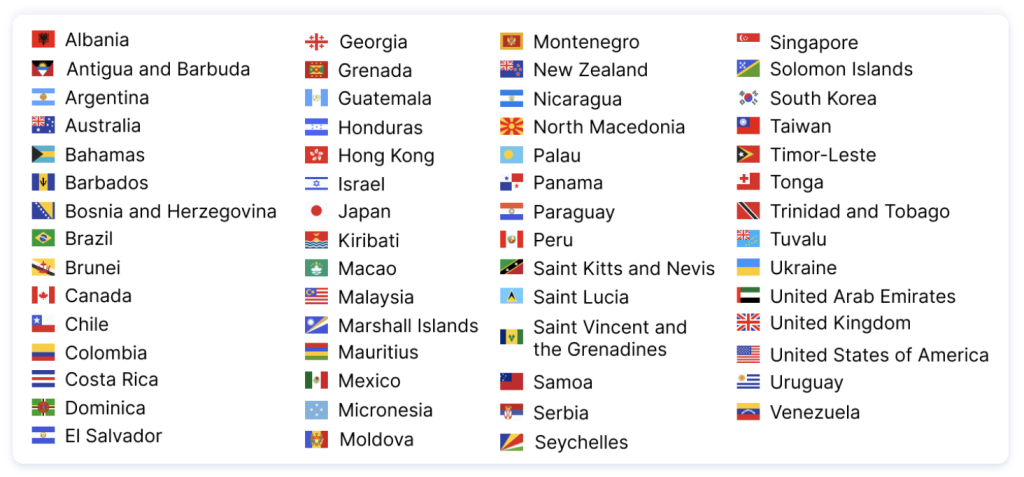 Albania
Antigua and Barbuda
Argentina
Australia
Bahamas
Barbados
Bosnia and Herzegovina
Brazil
Brunei
Canada
Chile
Colombia
Costa Rica
Dominica
El Salvador
Georgia
Grenada
Guatemala
Honduras
Hong Kong
Israel
Japan
Kiribati
Macao
Malaysia
Marshall Islands
Mauritius
Mexico
Micronesia
Moldova
Montenegro
New Zealand
Nicaragua
North Macedonia
Palau
Panama
Paraguay
Peru
Saint Kitts and Nevis
Saint Lucia
Saint Vincent and
the Grenadines
Samoa
Serbia
Seychelles
Singapore
Solomon Islands
South Korea
Taiwan
Timor-Leste
Tonga
Trinidad and Tobago
Tuvalu
Ukraine
United Arab Emirates
United Kingdom
United States of America
Uruguay
Venezuela